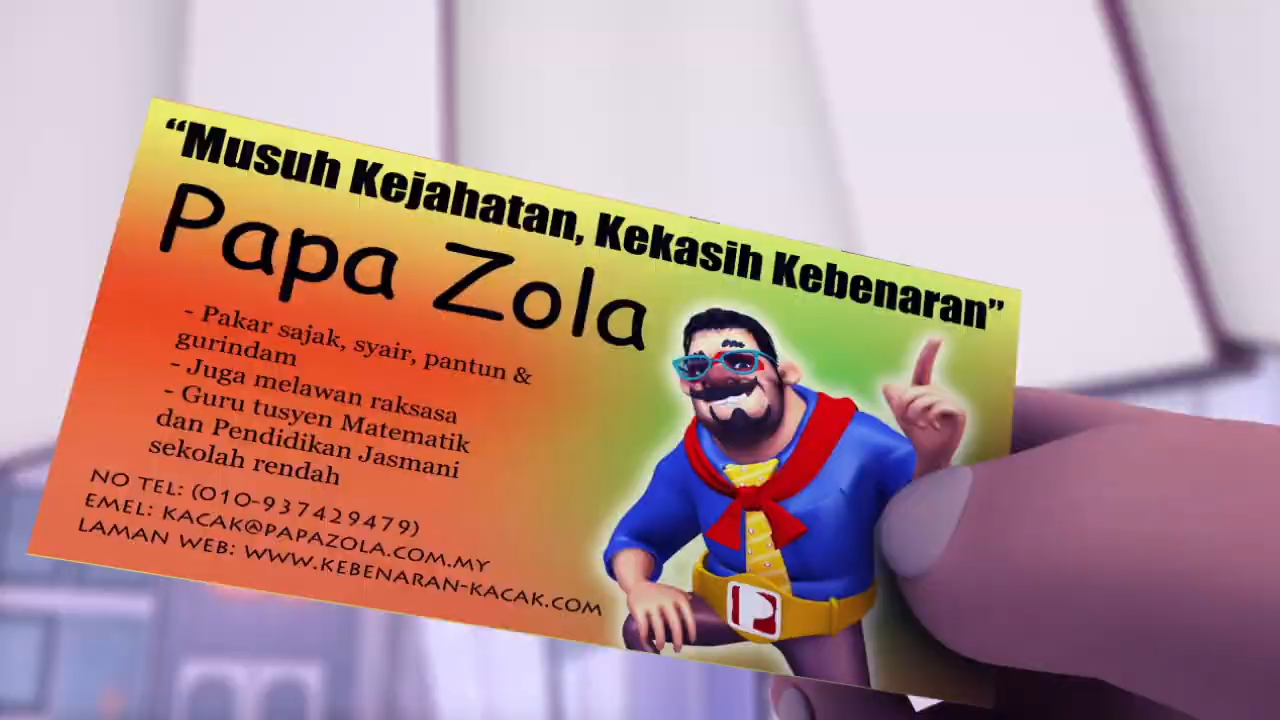 “Musuh Kejahatan, Kekasih Kebenaran”
Papa Zola
- Pakar sajak, syair, pantun &
gurindam
- Juga melawan raksasa
- Guru tusyen Matematik
dan Pendidikan Jasmani
sekolah rendah
NO TEL: (010-937429479)
EMEL: KACAK@PAPAZOLA.COM.MY
LAMAN WEB: WWW.KEBENARAN-KACAK.COM
P